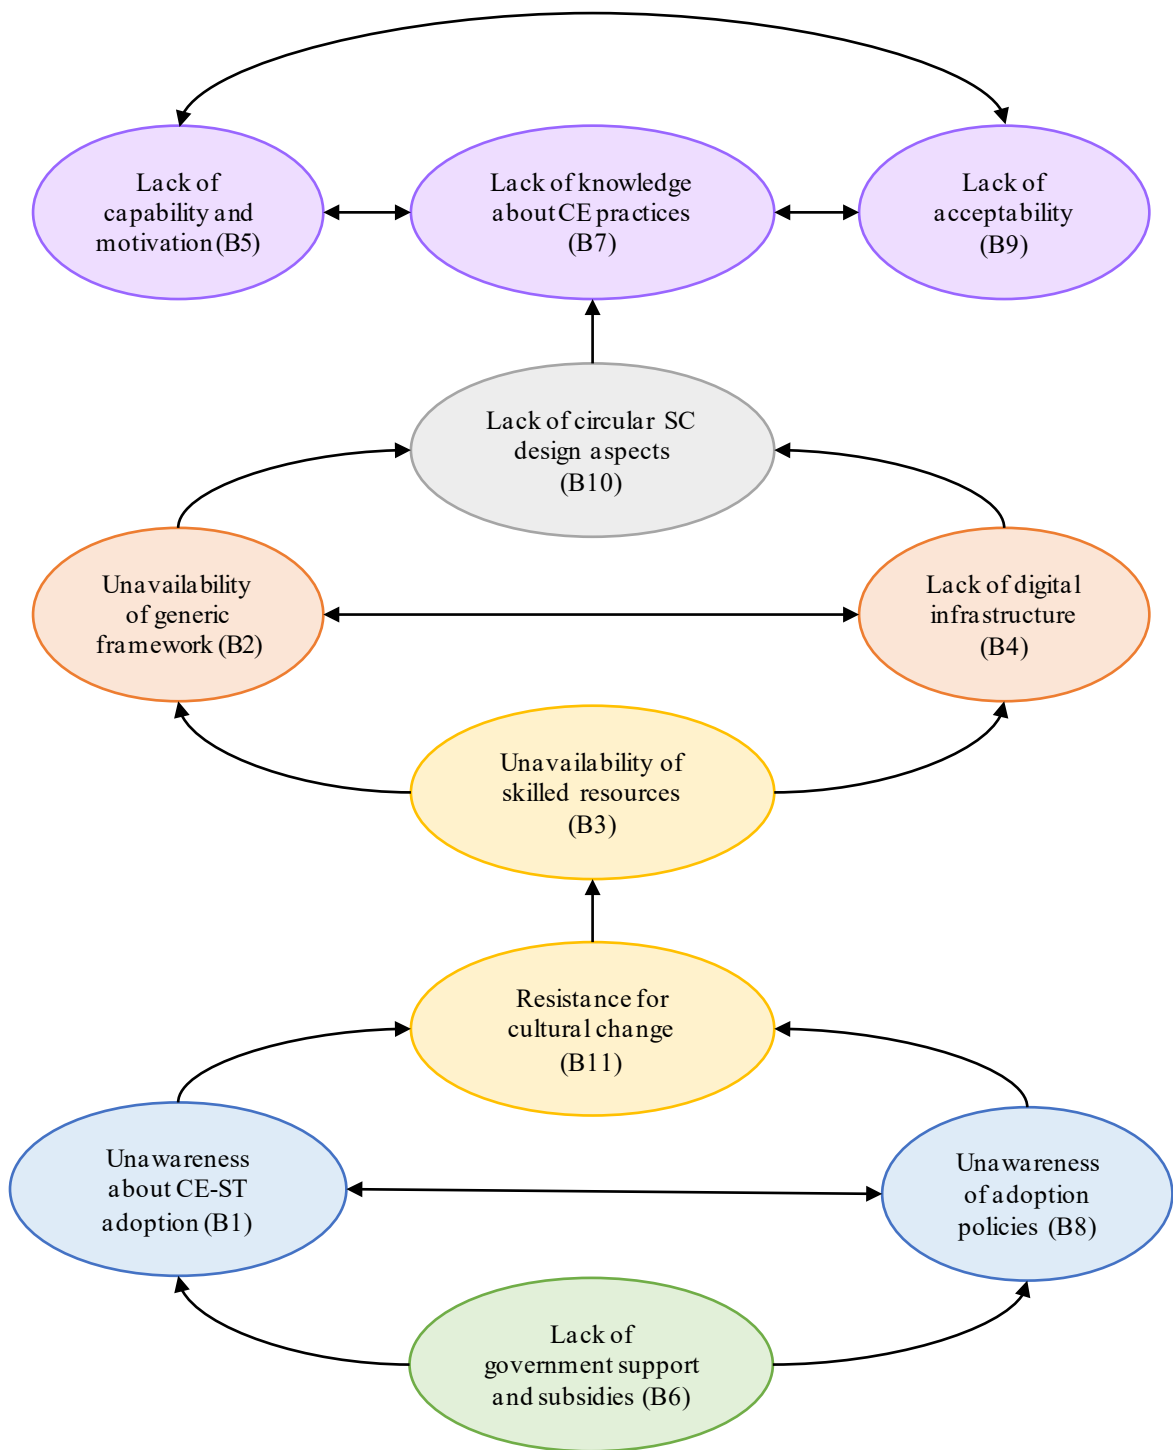 Lack of
capability and
motivation (B5)
Lack of knowledge
about CE practices
(B7)
Lack of
acceptability
(B9)
Lack of circular SC
design aspects
(B10)
Unavailability
of generic
framework (B2)
Lack of digital
infrastructure
(B4)
Unavailability of
skilled resources
(B3)
Resistance for
cultural change
(B11)
Unawareness
about CE-ST
adoption (B1)
Unawareness
of adoption
policies (B8)
Lack of
government support
and subsidies (B6)